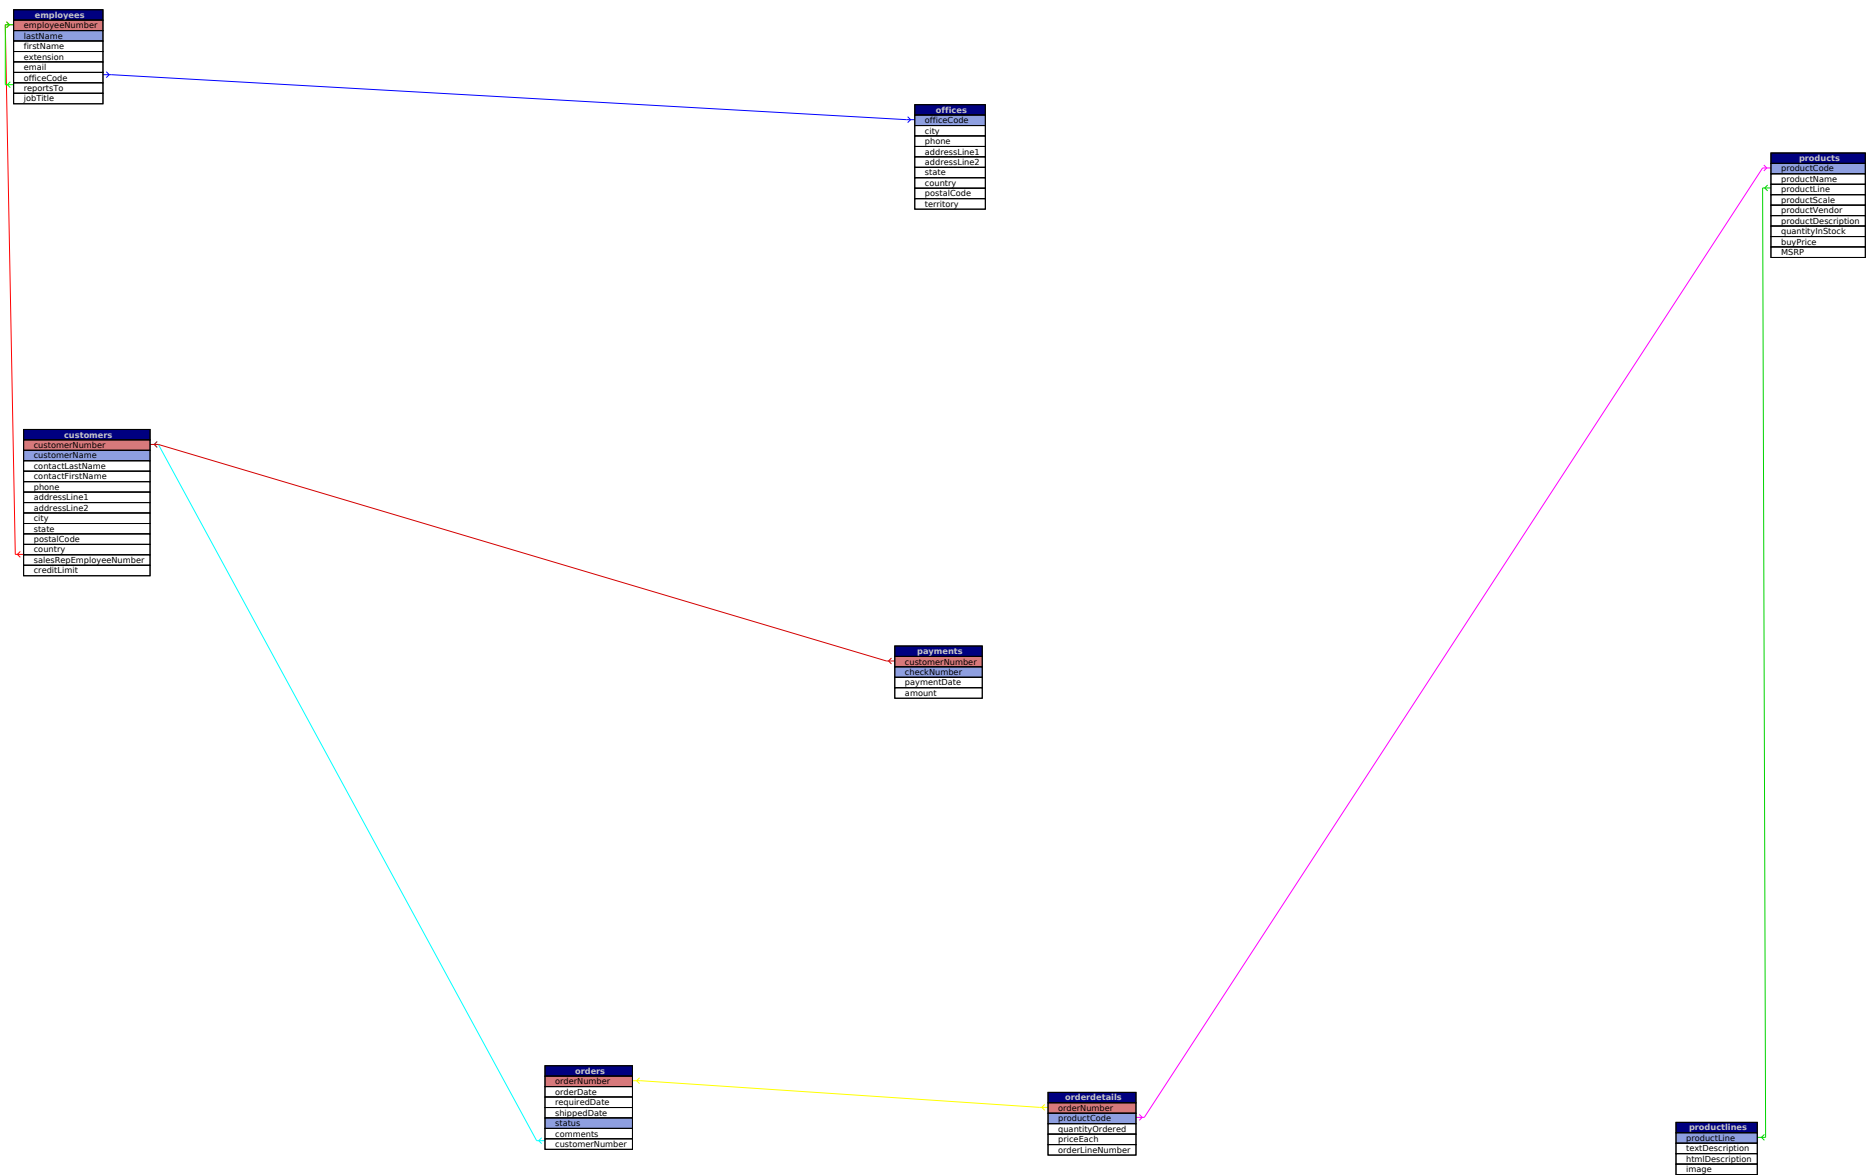 employees
employeeNumber
lastName
firstName
extension
email
officeCode
reportsTo
jobTitle
offices
officeCode
city
phone
addressLine1
addressLine2
state
country
postalCode
territory
products
productCode
productName
productLine
productScale
productVendor
productDescription
quantityInStock
buyPrice
MSRP
customers
customerNumber
customerName
contactLastName
contactFirstName
phone
addressLine1
addressLine2
city
state
postalCode
country
salesRepEmployeeNumber
creditLimit
payments
customerNumber
checkNumber
paymentDate
amount
orders
orderNumber
orderDate
requiredDate
shippedDate
status
comments
customerNumber
orderdetails
orderNumber
productCode
quantityOrdered
priceEach
orderLineNumber
productlines
productLine
textDescription
htmlDescription
image